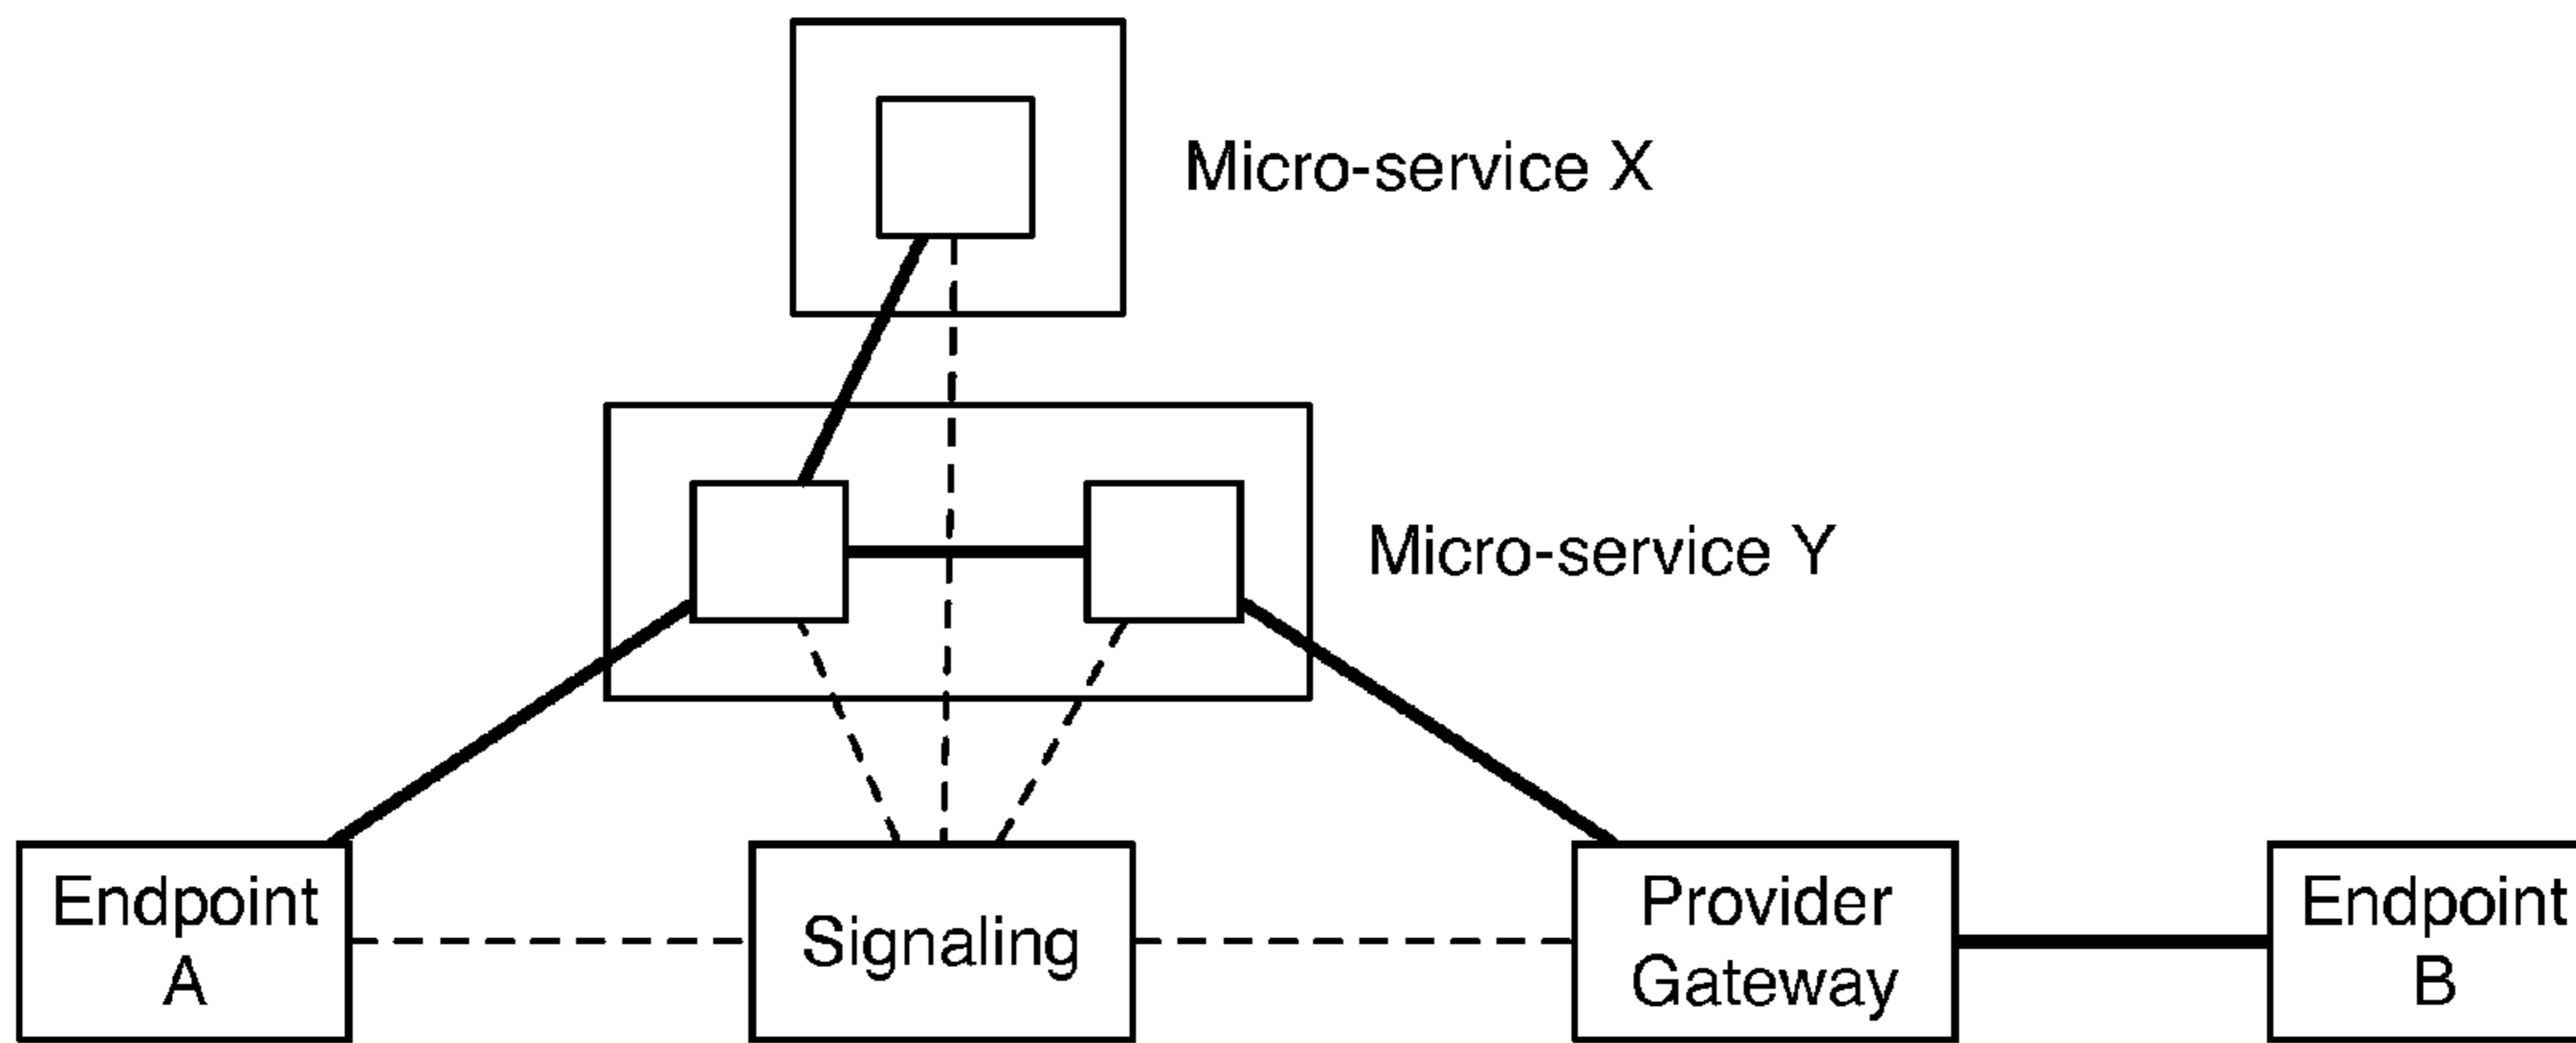 Micro-service X
Micro-service Y
Endpoint
A
Signaling
Provider
Gateway
Endpoint
B